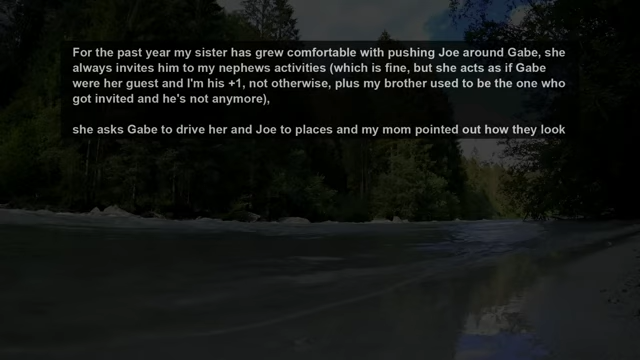 For the past year my sister has grew comfortable with pushing Joe around Gabe, she
always invites him to my nephews activities (which is fine, but she acts as if Gabe
were her guest and I'm his +1, not otherwise, plus my brother used to be the one who
got invited and he's not anymore),
she asks Gabe to drive her and Joe to places and my mom pointed out how they look